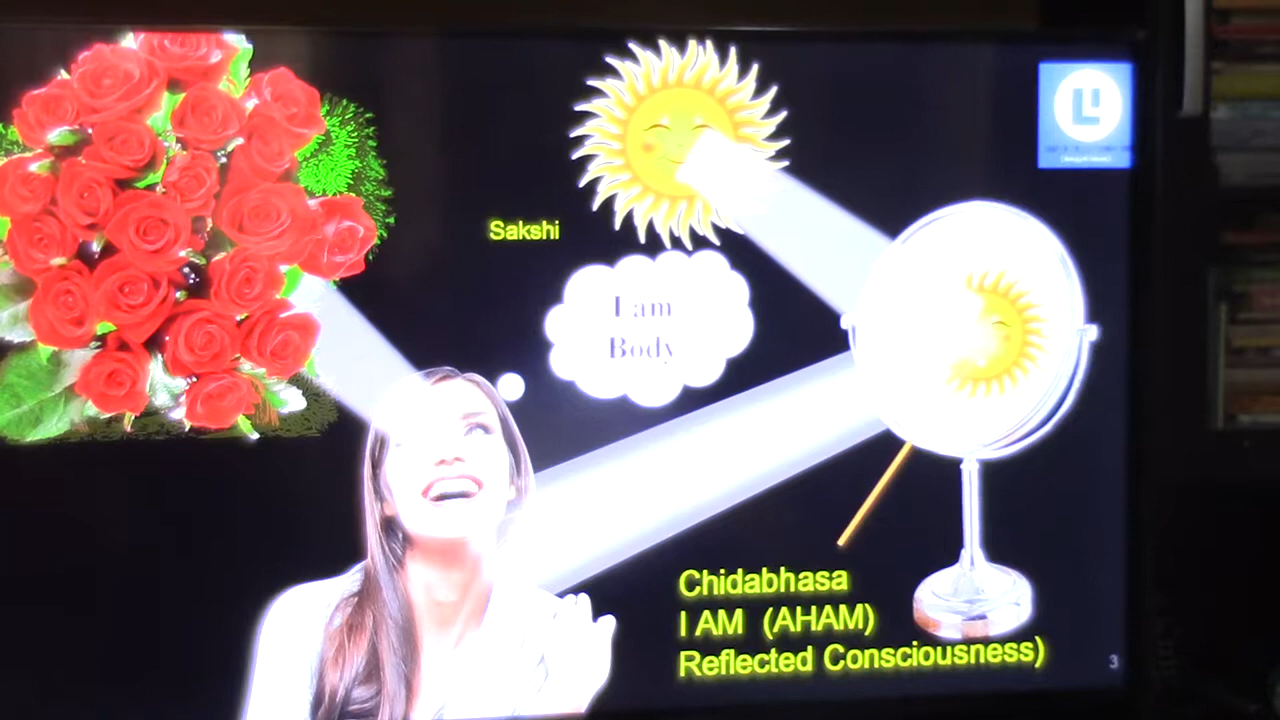 Sakshi
I am
Body
Chidabhasa
I AM (AHAM)
Reflected Consciousness)
3